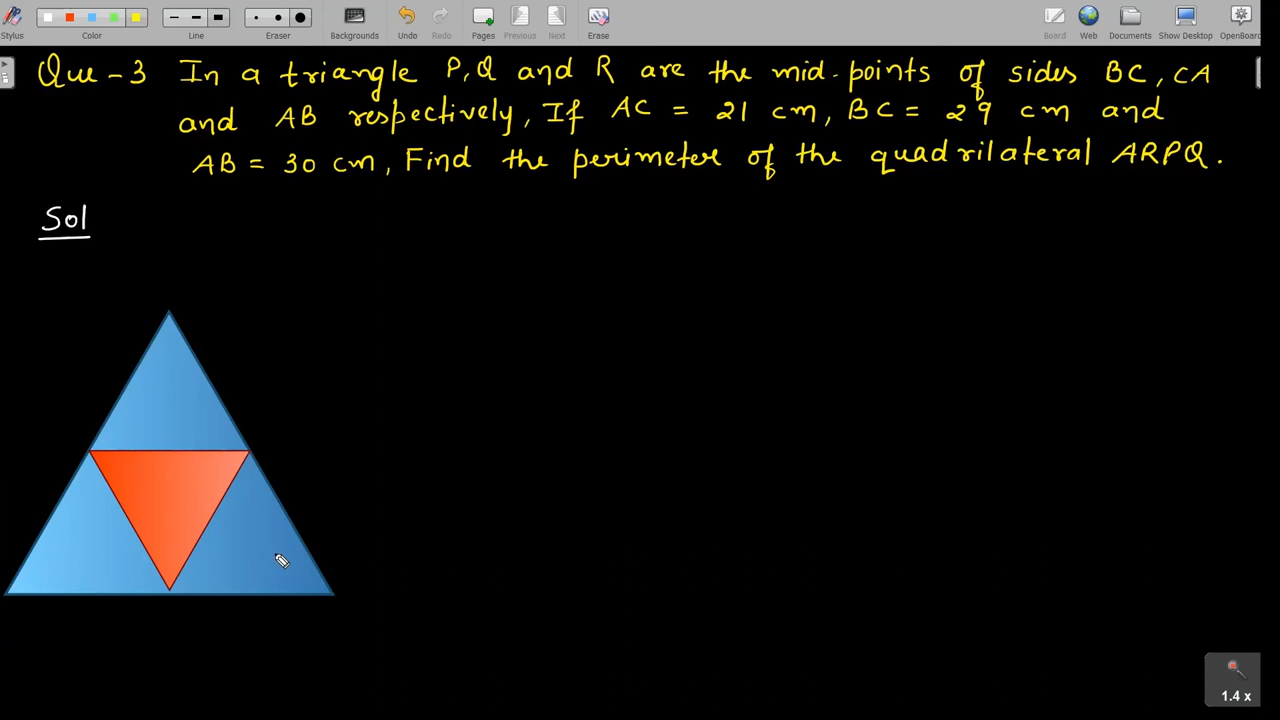 Stylus
Color
Line
Eraser
Backgrounds
Undo
Redo
Pages
Previous
Next
Erase
Board
Web
Documents
Show Desktop
OpenBoard
Que - 3 In a triangle P, Q and R are the mid-points of sides BC, CA
and AB respectively, If AC = 21 cm, BC = 29 cm and
AB = 30 cm, Find the perimeter of the quadrilateral ARPQ.
Sol
1.4 x